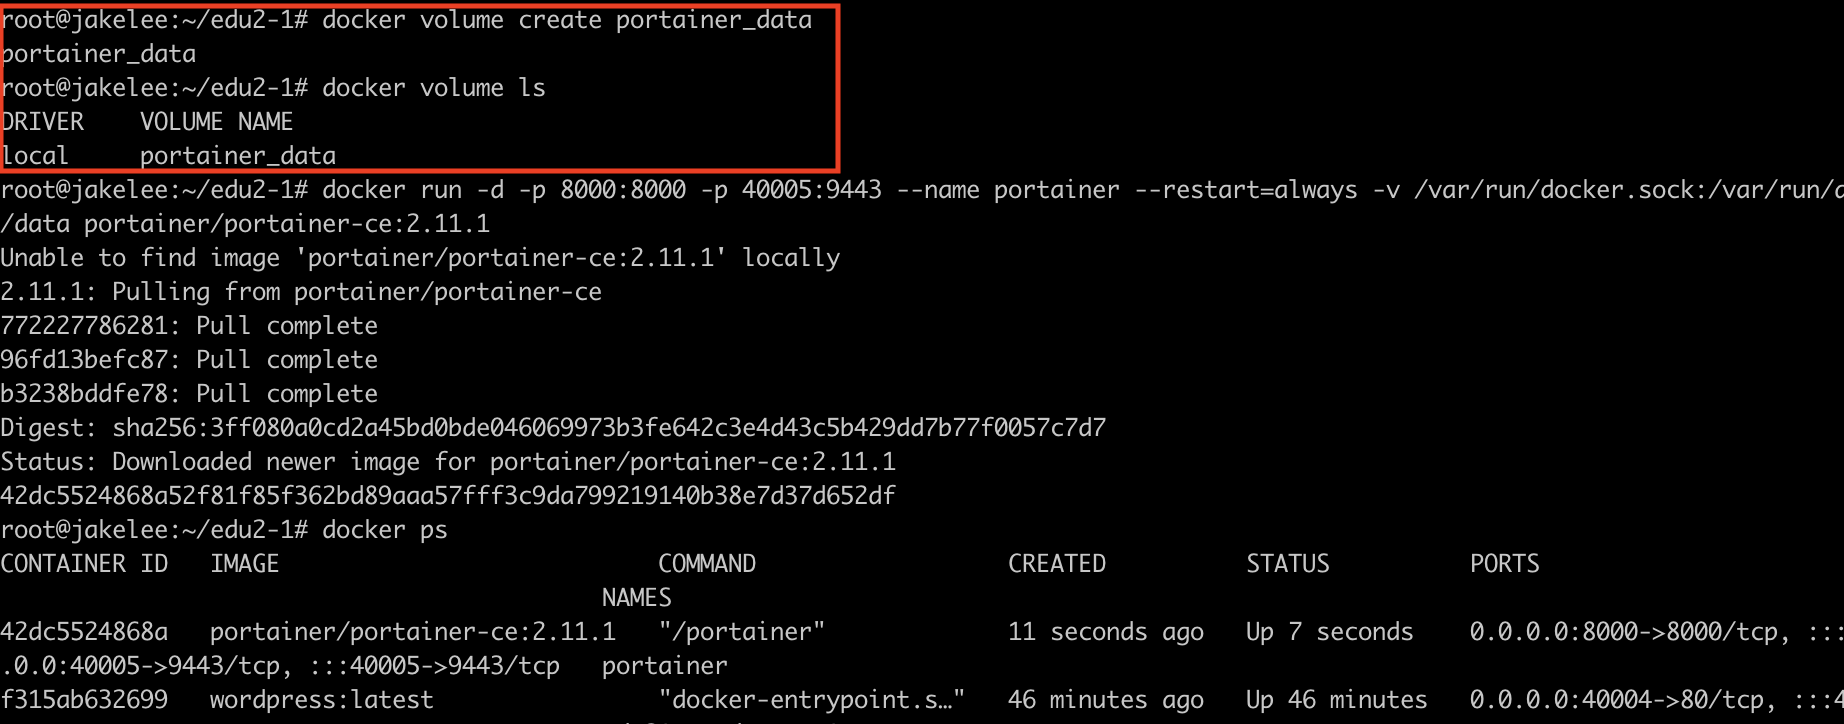 root@jakelee:~/edu2-1# docker volume create portainer_data
portainer_data
root@jakelee:~/edu2-1# docker volume ls
DRIVER    VOLUME NAME
local     portainer_data
root@jakelee:~/edu2-1# docker run -d -p 8000:8000 -p 40005:9443 --name portainer --restart=always -v /var/run/docker.sock:/var/run/d
/data portainer/portainer-ce:2.11.1
Unable to find image 'portainer/portainer-ce:2.11.1' locally
2.11.1: Pulling from portainer/portainer-ce
772227786281: Pull complete
96fd13befc87: Pull complete
b3238bddfe78: Pull complete
Digest: sha256:3ff080a0cd2a45bd0bde046069973b3fe642c3e4d43c5b429dd7b77f0057c7d7
Status: Downloaded newer image for portainer/portainer-ce:2.11.1
42dc5524868a52f81f85f362bd89aaa57fff3c9da799219140b38e7d37d652df
root@jakelee:~/edu2-1# docker ps
CONTAINER ID   IMAGE                           COMMAND                  CREATED          STATUS          PORTS
                                           NAMES
42dc5524868a   portainer/portainer-ce:2.11.1   "/portainer"             11 seconds ago   Up 7 seconds    0.0.0.0:8000->8000/tcp, :::
.0.0:40005->9443/tcp, :::40005->9443/tcp   portainer
f315ab632699   wordpress:latest                "docker-entrypoint.s…"   46 minutes ago   Up 46 minutes   0.0.0.0:40004->80/tcp, :::4